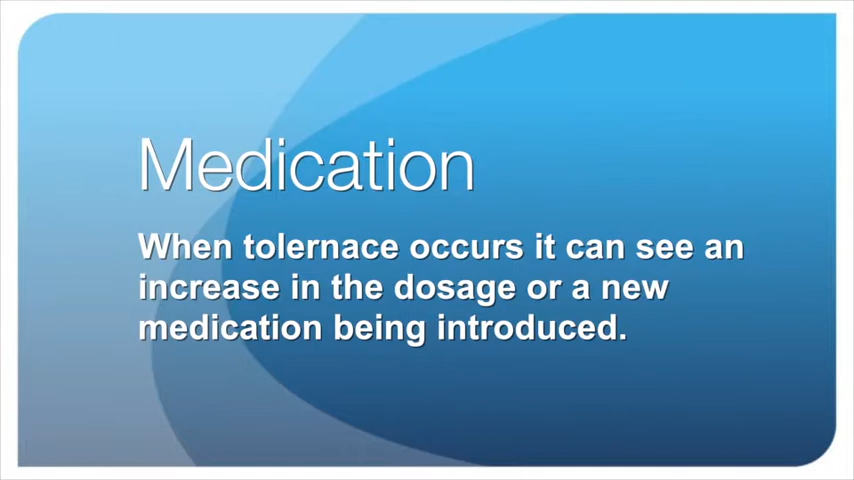 Medication
When tolernace occurs it can see an
increase in the dosage or a new
medication being introduced.